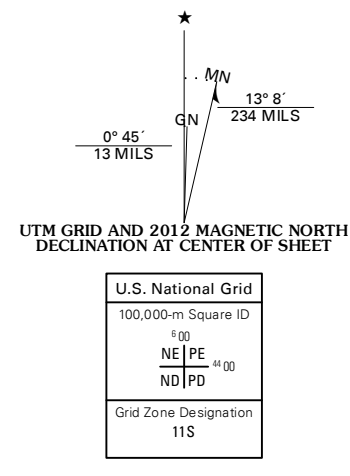 ★
MN
13° 8´
234 MILS
GN
0° 45´
13 MILS
UTM GRID AND 2012 MAGNETIC NORTH
DECLINATION AT CENTER OF SHEET
U.S. National Grid
100,000-m Square ID
6 00
NE PE
44 00
ND PD
Grid Zone Designation
11S